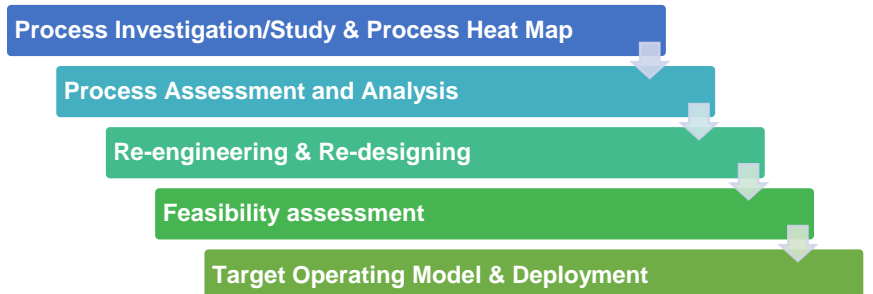 Process Investigation/Study & Process Heat Map
Process Assessment and Analysis
Re-engineering & Re-designing
Feasibility assessment
Target Operating Model & Deployment